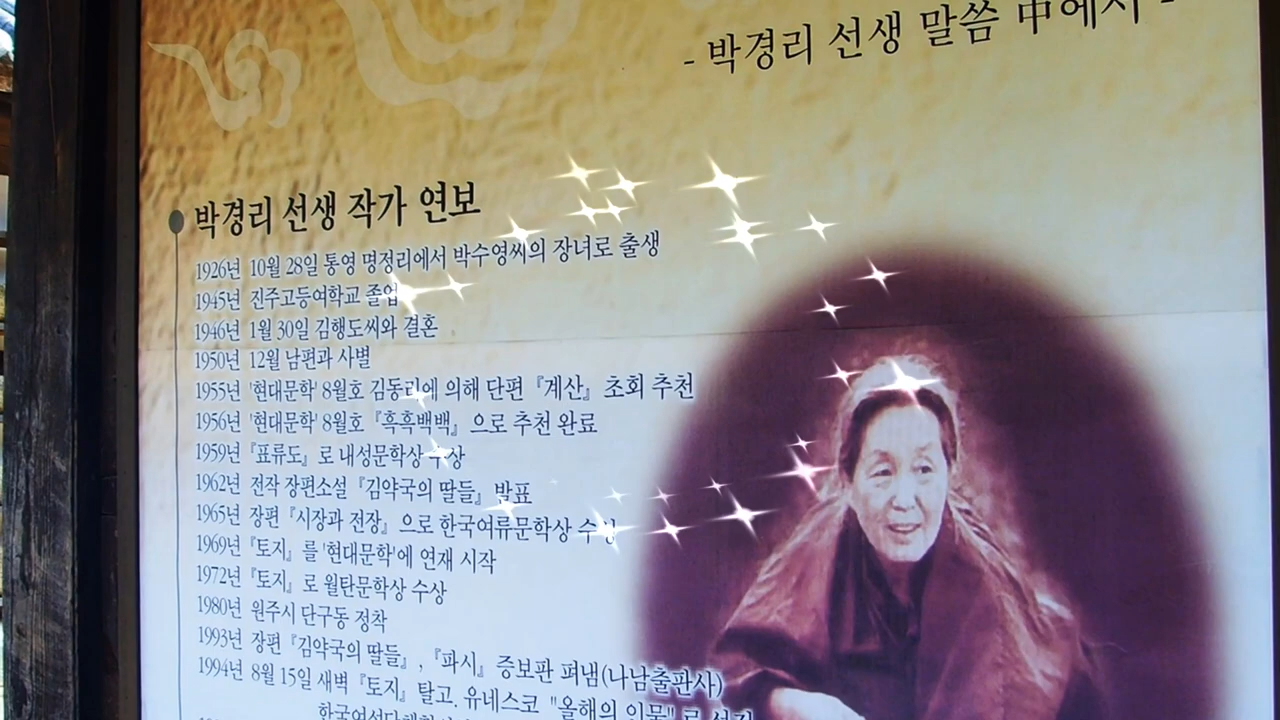 - 박경리 선생 말씀 中에서 -
박경리 선생 작가 연보
1926년 10월 28일 통영 명정리에서 박수영씨의 장녀로 출생
1945년 진주고등여학교 졸업
1946년 1월 30일 김행도씨와 결혼
1950년 12월 남편과 사별
1955년 '현대문학' 8월호 김동리에 의해 단편 『계산』 초회 추천
1956년 '현대문학' 8월호 『흑흑백백』으로 추천 완료
1959년 『표류도』로 내성문학상 수상
1962년 전작 장편소설 『김약국의 딸들』 발표
1965년 장편 『시장과 전장』으로 한국여류문학상 수상
1969년 『토지』를 '현대문학'에 연재 시작
1972년 『토지』로 월탄문학상 수상
1980년 원주시 단구동 정착
1993년 장편 『김약국의 딸들』, 『파시』 증보판 펴냄(나남출판사)
1994년 8월 15일 새벽 『토지』 탈고. 유네스코 "올해의 인물"로 선정